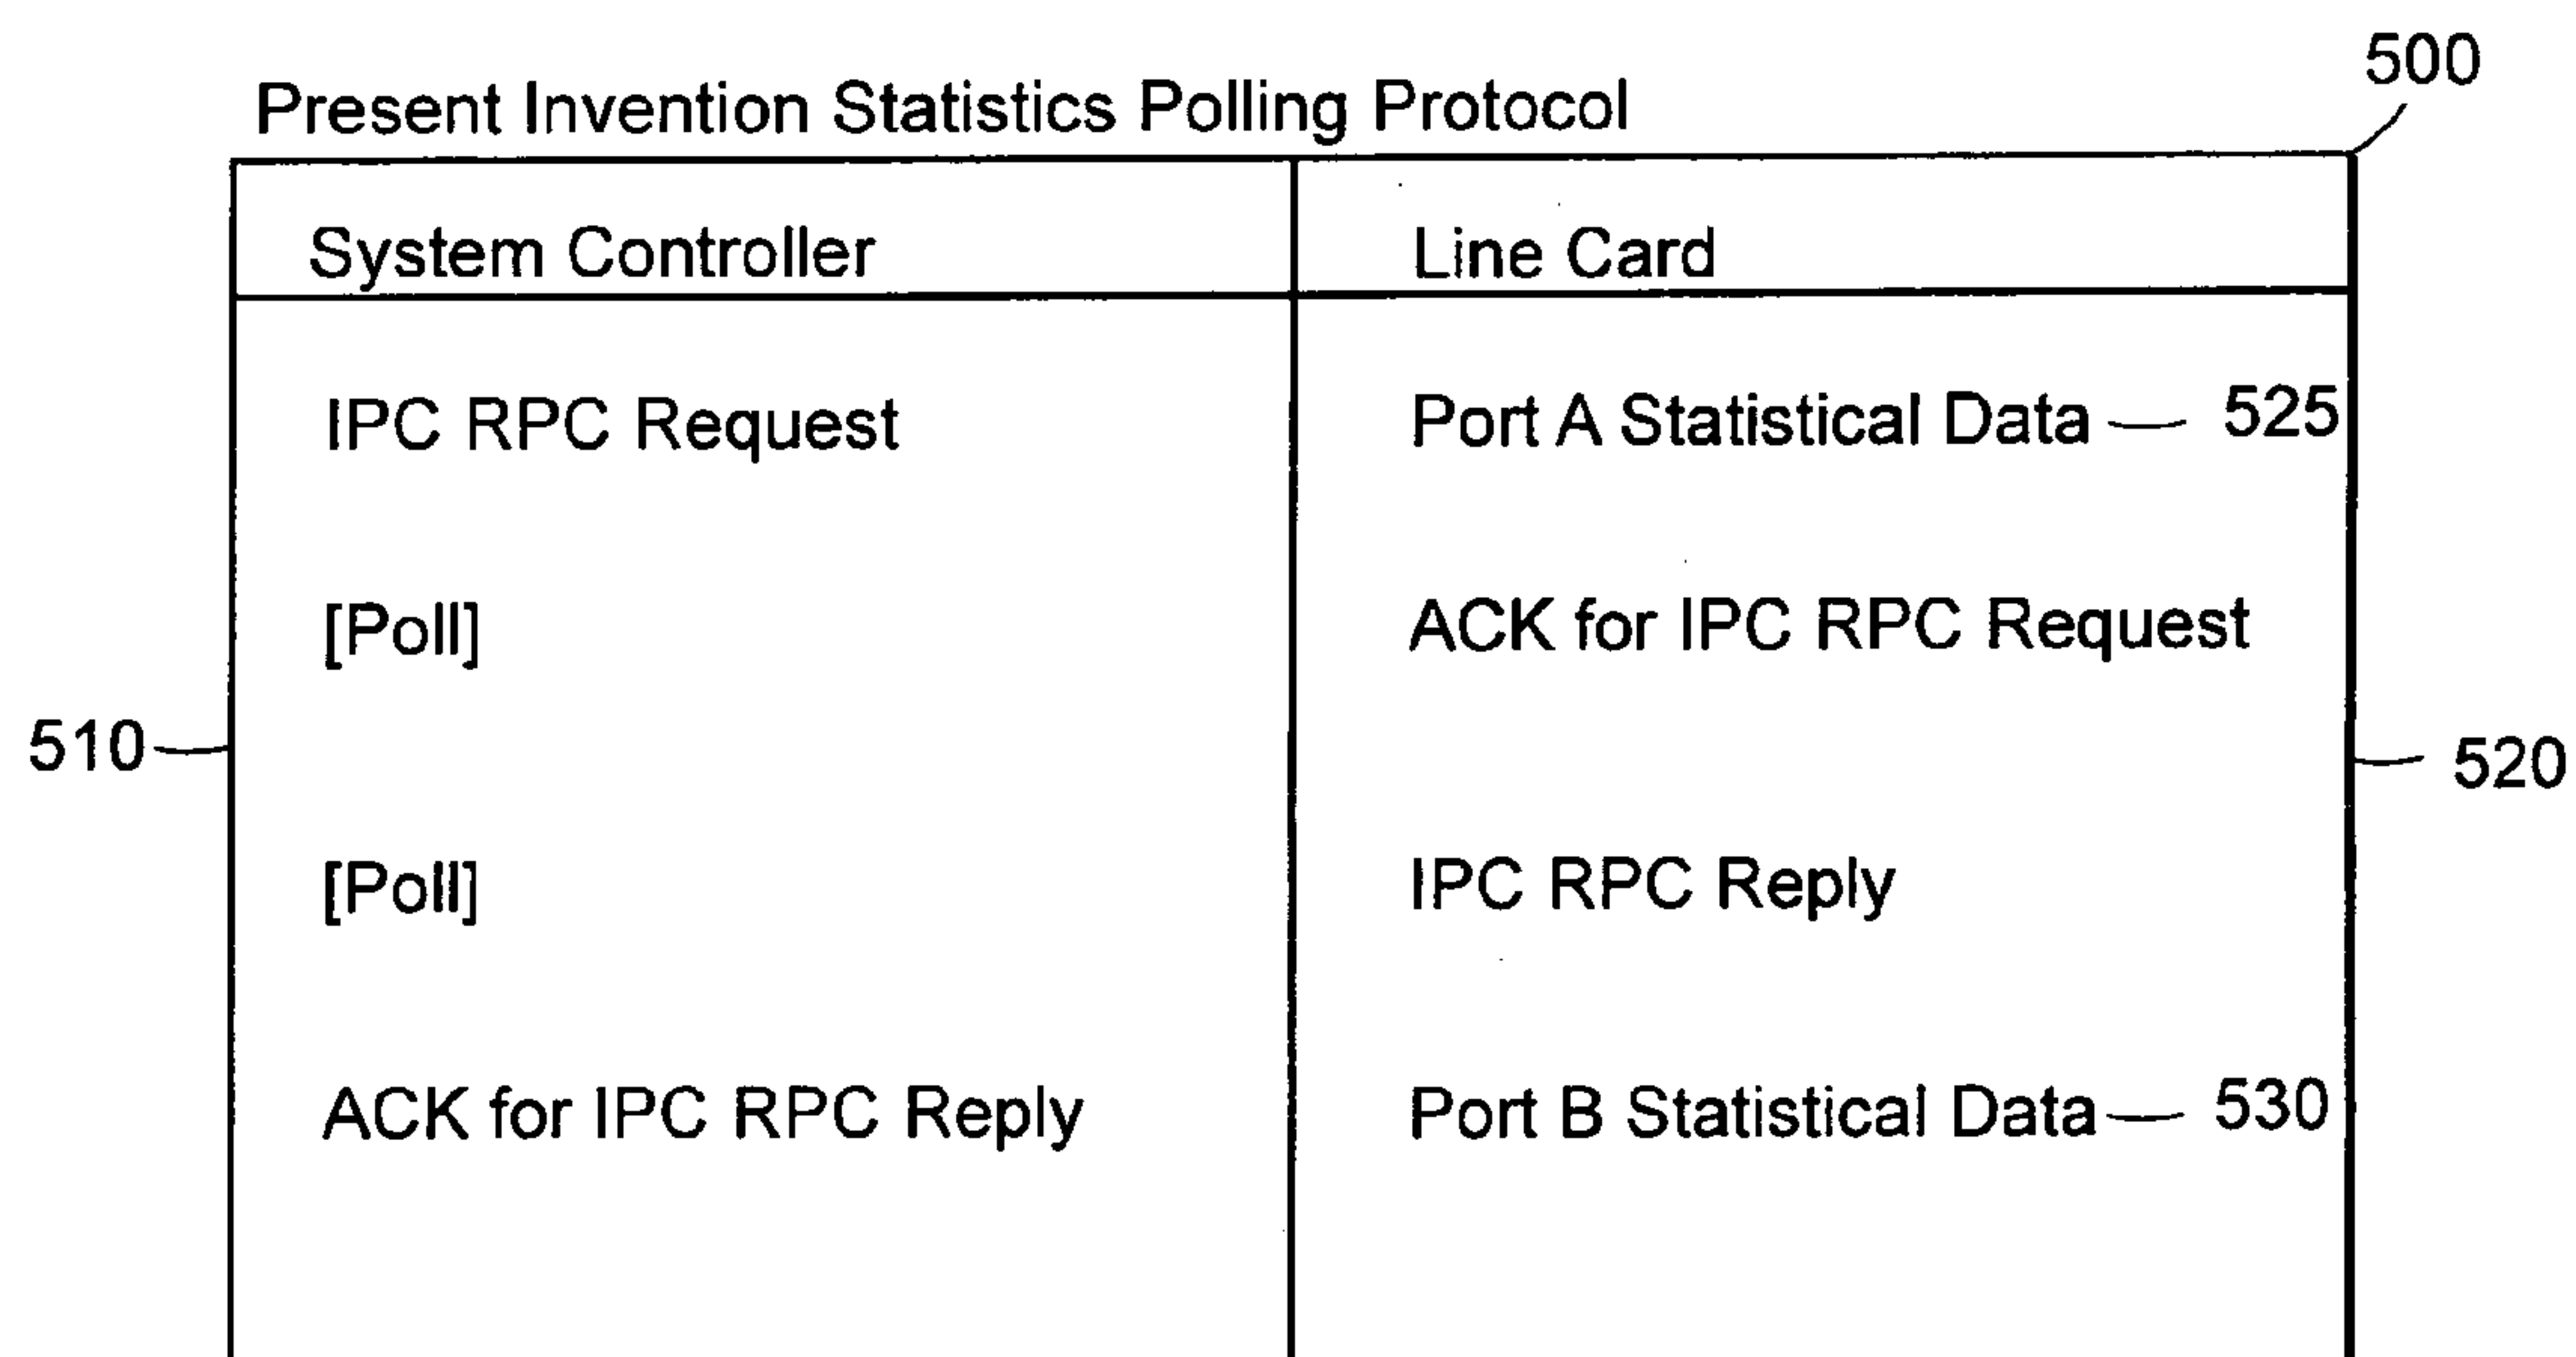 500
Present Invention Statistics Polling Protocol
System Controller
Line Card
IPC RPC Request
Port A Statistical Data 525
[Poll]
ACK for IPC RPC Request
510
520
[Poll]
IPC RPC Reply
ACK for IPC RPC Reply
Port B Statistical Data 530